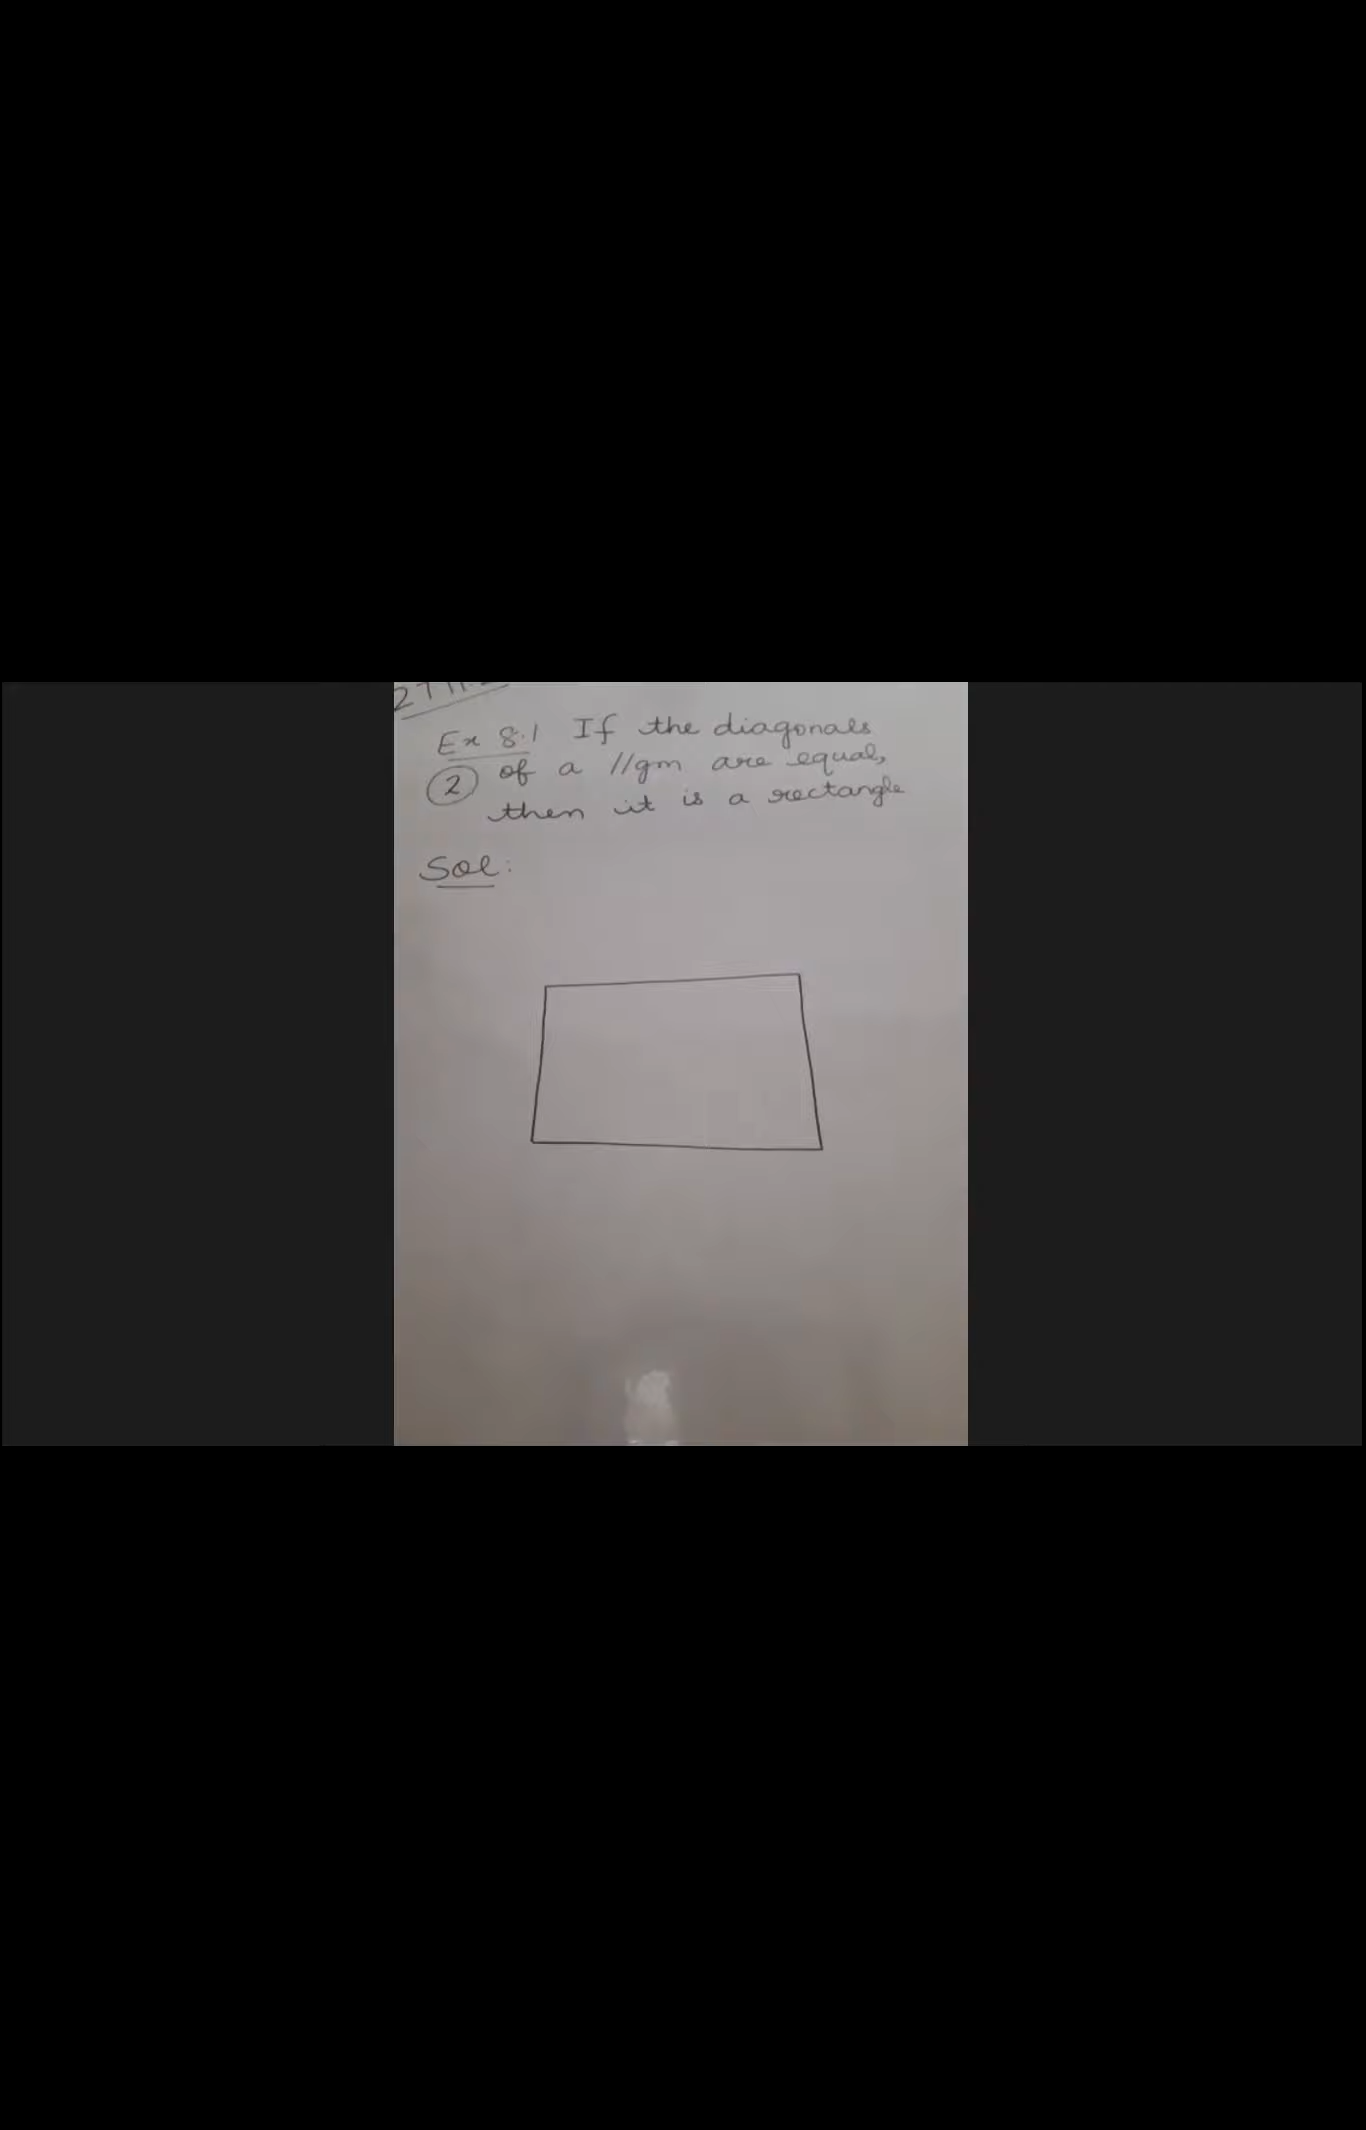 Ex 8.1 If the diagonals
② of a //gm are equal,
then it is a rectangle
Sol: